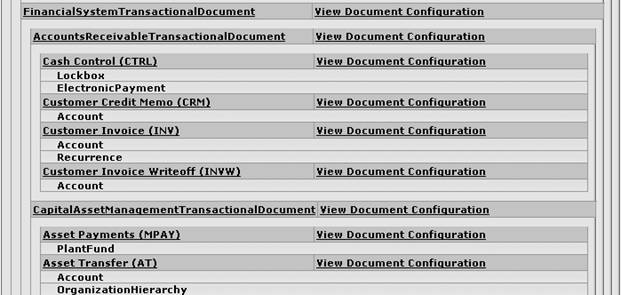 FinancialSystemTransactionalDocument View Document Configuration
AccountsReceivableTransactionalDocument View Document Configuration
Cash Control (CTRL) View Document Configuration
Lockbox
ElectronicPayment
Customer Credit Memo (CRM) View Document Configuration
Account
Customer Invoice (INV) View Document Configuration
Account
Recurrence
Customer Invoice Writeoff (INVW) View Document Configuration
Account
CapitalAssetManagementTransactionalDocument View Document Configuration
Asset Payments (MPAY) View Document Configuration
PlantFund
Asset Transfer (AT) View Document Configuration
Account
OrganizationHierarchy